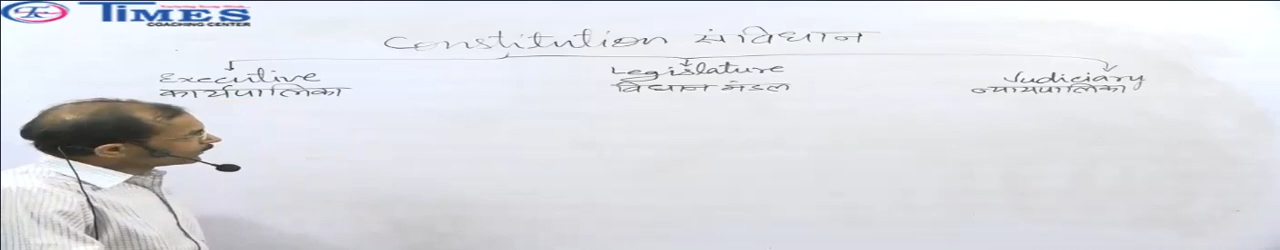 TIMES
COACHING CENTER
Constitution संविधान
Executive
कार्यपालिका
Legislature
विधान मंडल
Judiciary
न्यायपालिका